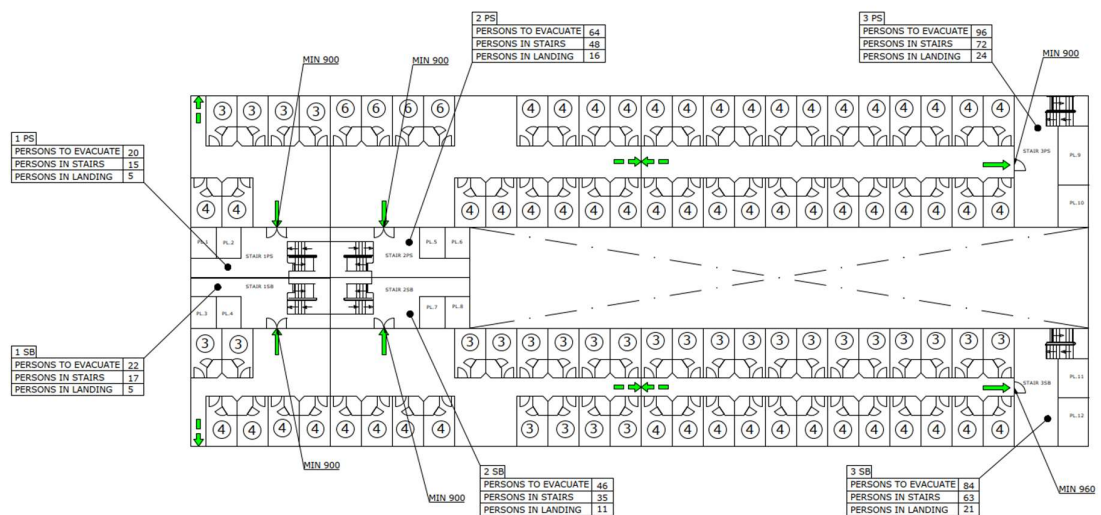 2 PS
PERSONS TO EVACUATE 64
PERSONS IN STAIRS 48
PERSONS IN LANDING 16
3 PS
PERSONS TO EVACUATE 96
PERSONS IN STAIRS 72
PERSONS IN LANDING 24
MIN 900
MIN 900
MIN 900
3 3 3 3 6 6 6 6 4 4 4 4 4 4 4 4 4 4 4 4 4 4 4 4
1 PS
PERSONS TO EVACUATE 20
PERSONS IN STAIRS 15
PERSONS IN LANDING 5
STAIR 3PS
PL.9
4 4 4 4 4 4 4 4 4 4 4 4 4 4 4 4 4 4 4 4
PL.10
PL.1
PL.2
STAIR 1PS
STAIR 2PS
PL.5
PL.6
STAIR 1SB
STAIR 2SB
PL.3
PL.4
PL.7
PL.8
3 3 3 3 3 3 3 3 3 3 3 3 3 3 3 3 3 3 3 3
1 SB
PERSONS TO EVACUATE 22
PERSONS IN STAIRS 17
PERSONS IN LANDING 5
STAIR 3SB
PL.11
PL.12
4 4 4 4 4 4 4 4 3 3 3 3 4 4 4 4 4 4 4 4 4 4 4 4
MIN 900
MIN 900
2 SB
PERSONS TO EVACUATE 46
PERSONS IN STAIRS 35
PERSONS IN LANDING 11
3 SB
PERSONS TO EVACUATE 84
PERSONS IN STAIRS 63
PERSONS IN LANDING 21
MIN 960